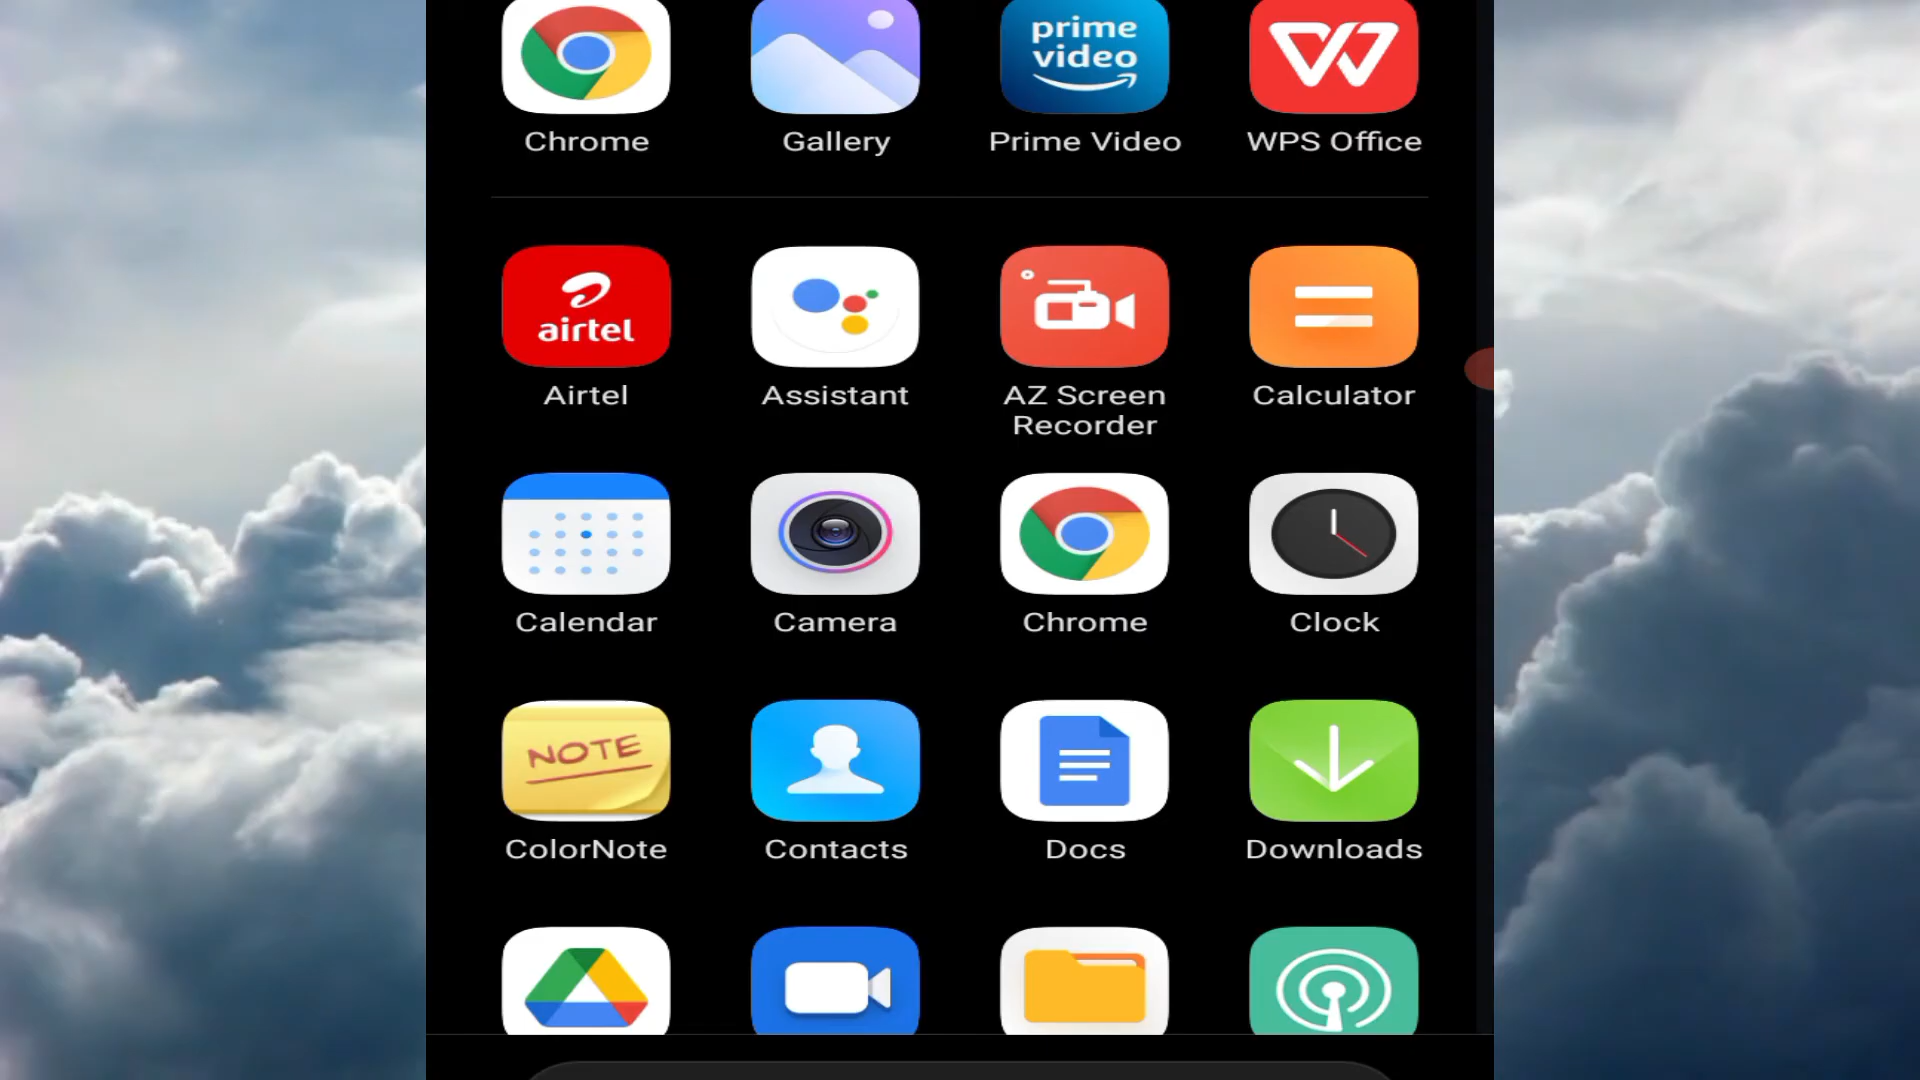 prime
video
Chrome
Gallery
Prime Video
WPS Office
airtel
Airtel
Assistant
AZ Screen
Recorder
Calculator
Calendar
Camera
Chrome
Clock
NOTE
ColorNote
Contacts
Docs
Downloads